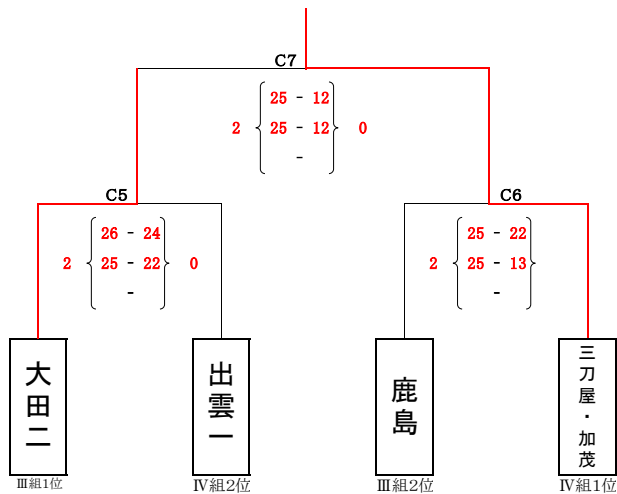 C7
25 - 12
2 25 - 12 0
-
C5
C6
26 - 24
25 - 22
2 25 - 22 0
2 25 - 13
-
-
大田二
出雲一
鹿島
三刀屋・加茂
Ⅲ組1位
Ⅳ組2位
Ⅲ組2位
Ⅳ組1位